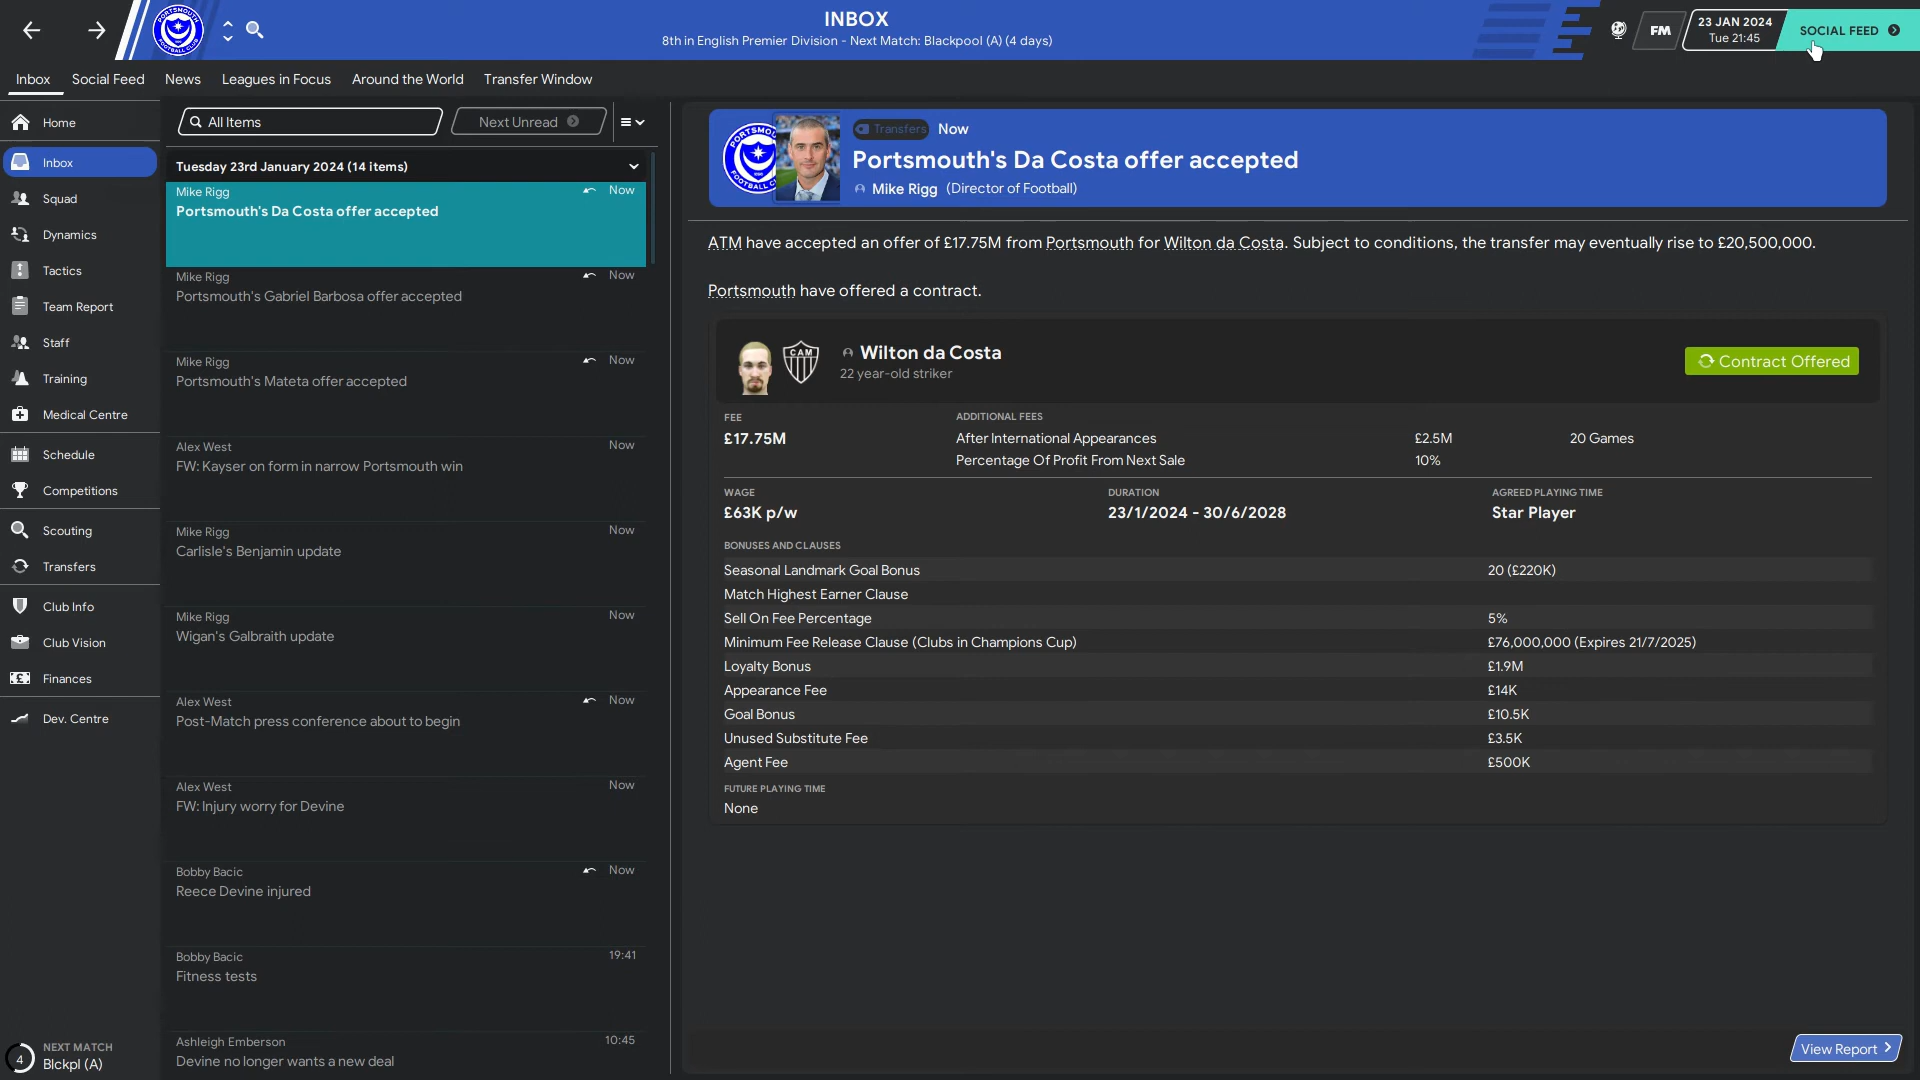 INBOX
8th in English Premier Division - Next Match: Blackpool (A) (4 days)
FM
23 JAN 2024
Tue 21:45
SOCIAL FEED
Inbox
Social Feed
News
Leagues in Focus
Around the World
Transfer Window
Home
Inbox
Squad
Dynamics
Tactics
Team Report
Staff
Training
Medical Centre
Schedule
Competitions
Scouting
Transfers
Club Info
Club Vision
Finances
Dev. Centre
4
NEXT MATCH
Blckpl (A)
All Items
Next Unread
Tuesday 23rd January 2024 (14 items)
Mike Rigg
Now
Portsmouth's Da Costa offer accepted
Mike Rigg
Now
Portsmouth's Gabriel Barbosa offer accepted
Mike Rigg
Now
Portsmouth's Mateta offer accepted
Alex West
Now
FW: Kayser on form in narrow Portsmouth win
Mike Rigg
Now
Carlisle's Benjamin update
Mike Rigg
Now
Wigan's Galbraith update
Alex West
Now
Post-Match press conference about to begin
Alex West
Now
FW: Injury worry for Devine
Bobby Bacic
Now
Reece Devine injured
Bobby Bacic
19:41
Fitness tests
Ashleigh Emberson
10:45
Devine no longer wants a new deal
Transfers
Now
Portsmouth's Da Costa offer accepted
Mike Rigg (Director of Football)
ATM have accepted an offer of £17.75M from Portsmouth for Wilton da Costa. Subject to conditions, the transfer may eventually rise to £20,500,000.
Portsmouth have offered a contract.
CAM
Wilton da Costa
22 year-old striker
Contract Offered
FEE
£17.75M
ADDITIONAL FEES
After International Appearances £2.5M 20 Games
Percentage Of Profit From Next Sale 10%
WAGE
£63K p/w
DURATION
23/1/2024 - 30/6/2028
AGREED PLAYING TIME
Star Player
BONUSES AND CLAUSES
Seasonal Landmark Goal Bonus 20 (£220K)
Match Highest Earner Clause
Sell On Fee Percentage 5%
Minimum Fee Release Clause (Clubs in Champions Cup) £76,000,000 (Expires 21/7/2025)
Loyalty Bonus £1.9M
Appearance Fee £14K
Goal Bonus £10.5K
Unused Substitute Fee £3.5K
Agent Fee £500K
FUTURE PLAYING TIME
None
View Report